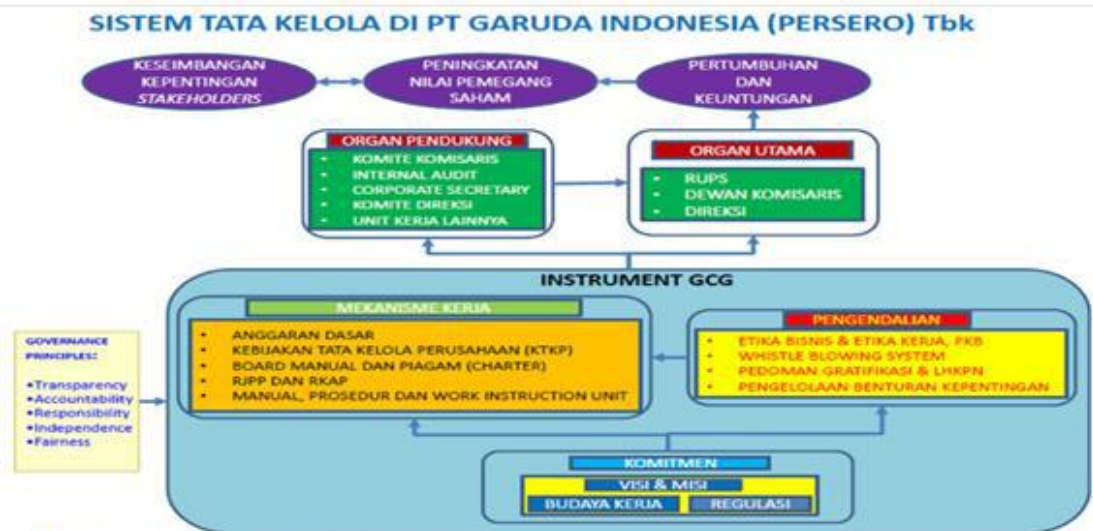 SISTEM TATA KELOLA DI PT GARUDA INDONESIA (PERSERO) Tbk
KESEIMBANGAN
KEPENTINGAN
STAKEHOLDERS
PENINGKATAN
NILAI PEMEGANG
SAHAM
PERTUMBUHAN
DAN
KEUNTUNGAN
ORGAN PENDUKUNG
• KOMITE KOMISARIS
• INTERNAL AUDIT
• CORPORATE SECRETARY
• KOMITE DIREKSI
• UNIT KERJA LAINNYA
ORGAN UTAMA
• RUPS
• DEWAN KOMISARIS
• DIREKSI
INSTRUMENT GCG
MEKANISME KERJA
• ANGGARAN DASAR
• KEBIJAKAN TATA KELOLA PERUSAHAAN (KTKP)
• BOARD MANUAL DAN PIAGAM (CHARTER)
• RJPP DAN RKAP
• MANUAL, PROSEDUR DAN WORK INSTRUCTION UNIT
PENGENDALIAN
• ETIKA BISNIS & ETIKA KERJA, PKB
• WHISTLE BLOWING SYSTEM
• PEDOMAN GRATIFIKASI & LHKPN
• PENGELOLAAN BENTURAN KEPENTINGAN
GOVERNANCE
PRINCIPLES:
•Transparency
•Accountability
•Responsibility
•Independence
•Fairness
KOMITMEN
VISI & MISI
BUDAYA KERJA
REGULASI